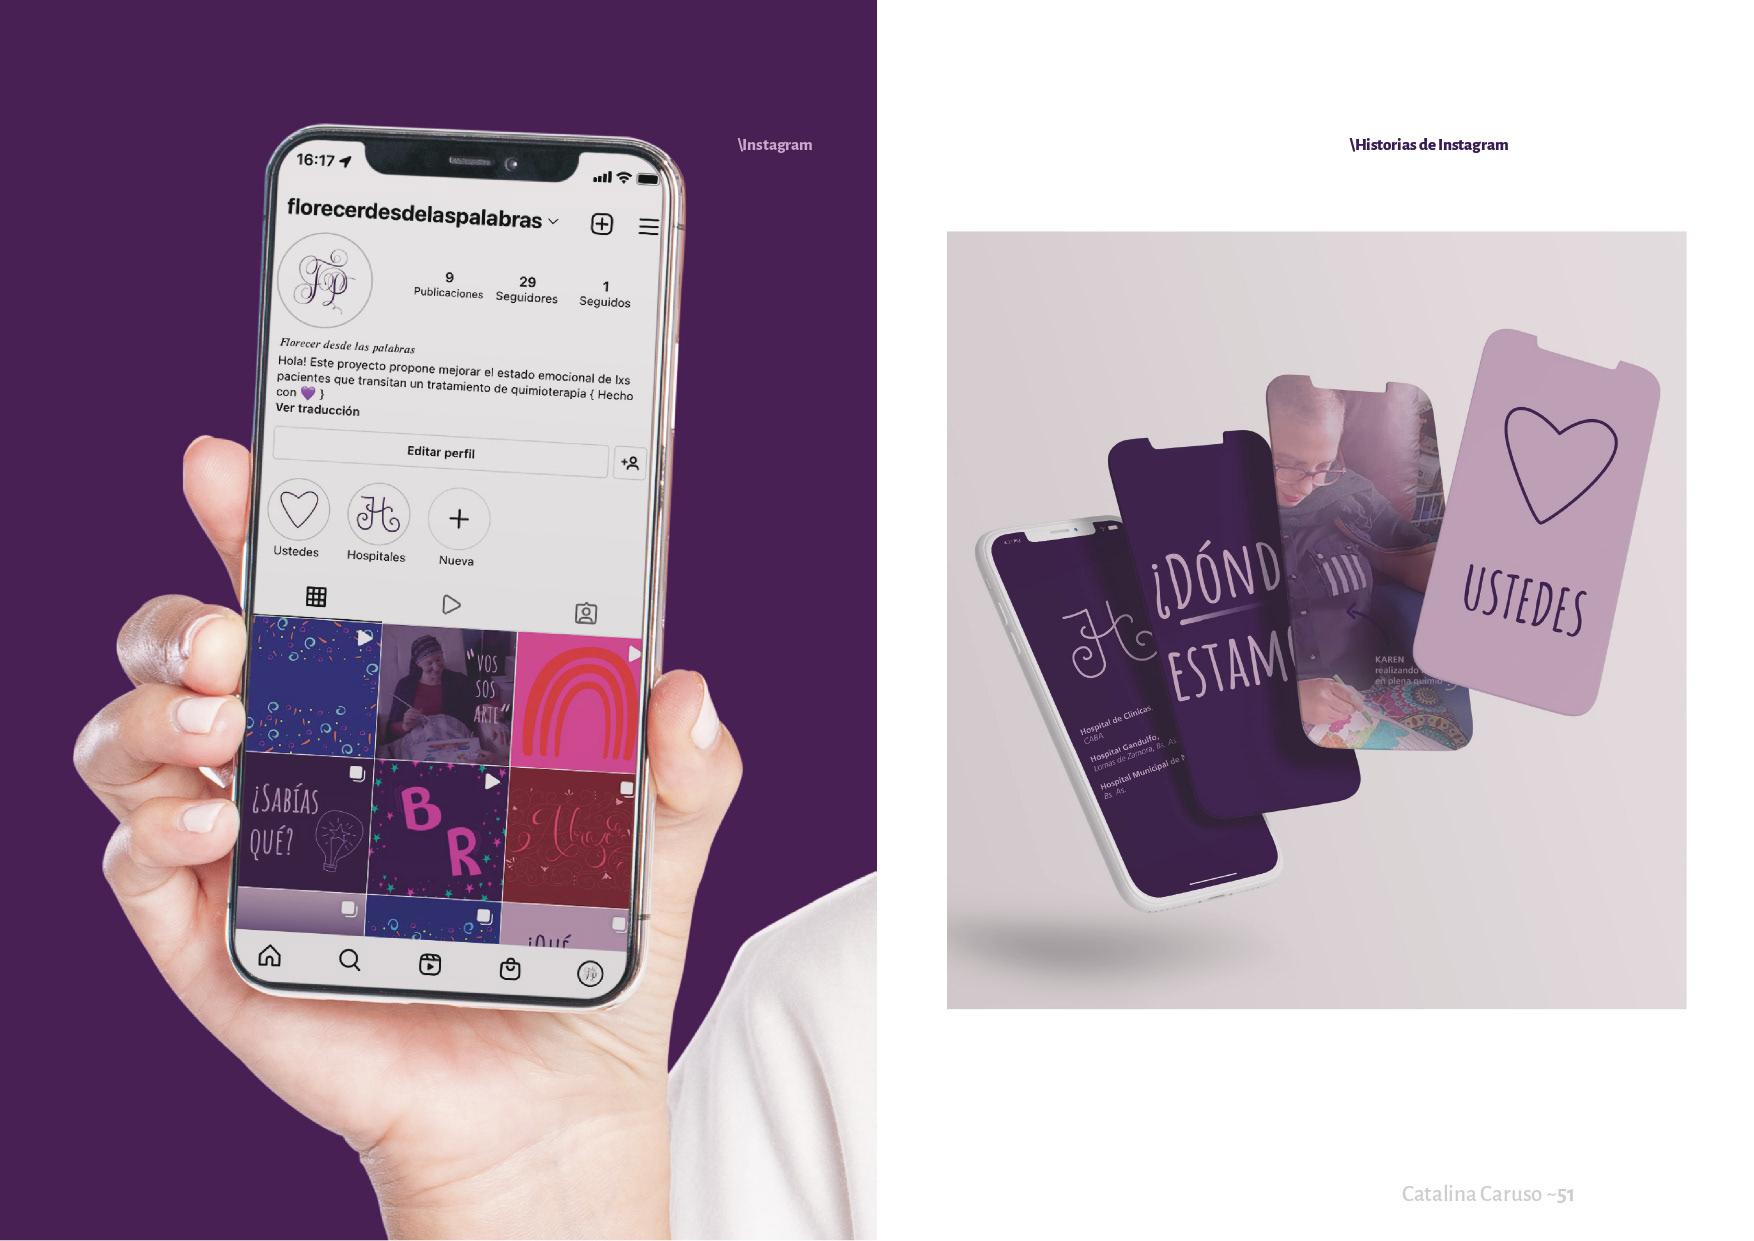 \Instagram
16:17
florecerdesdelaspalabras
9
Publicaciones
29
Seguidores
1
Seguidos
Florecer desde las palabras
Hola! Este proyecto propone mejorar el estado emocional de lxs
pacientes que transitan un tratamiento de quimioterapia { Hecho
con 💜 }
Ver traducción
Editar perfil
Ustedes
Hospitales
Nueva
"VOS
SOS
ARTE"
¿SABÍAS
QUÉ?
B
R
Abrazo
¿QUÉ
\Historias de Instagram
H
Hospital de Clínicas,
CABA
Hospital Gandulfo,
Lomas de Zamora, Bs. As.
Hospital Municipal de
Bs. As.
¿DÓND
ESTAM
KAREN
realizando
en plena quimio
USTEDES
Catalina Caruso ~51